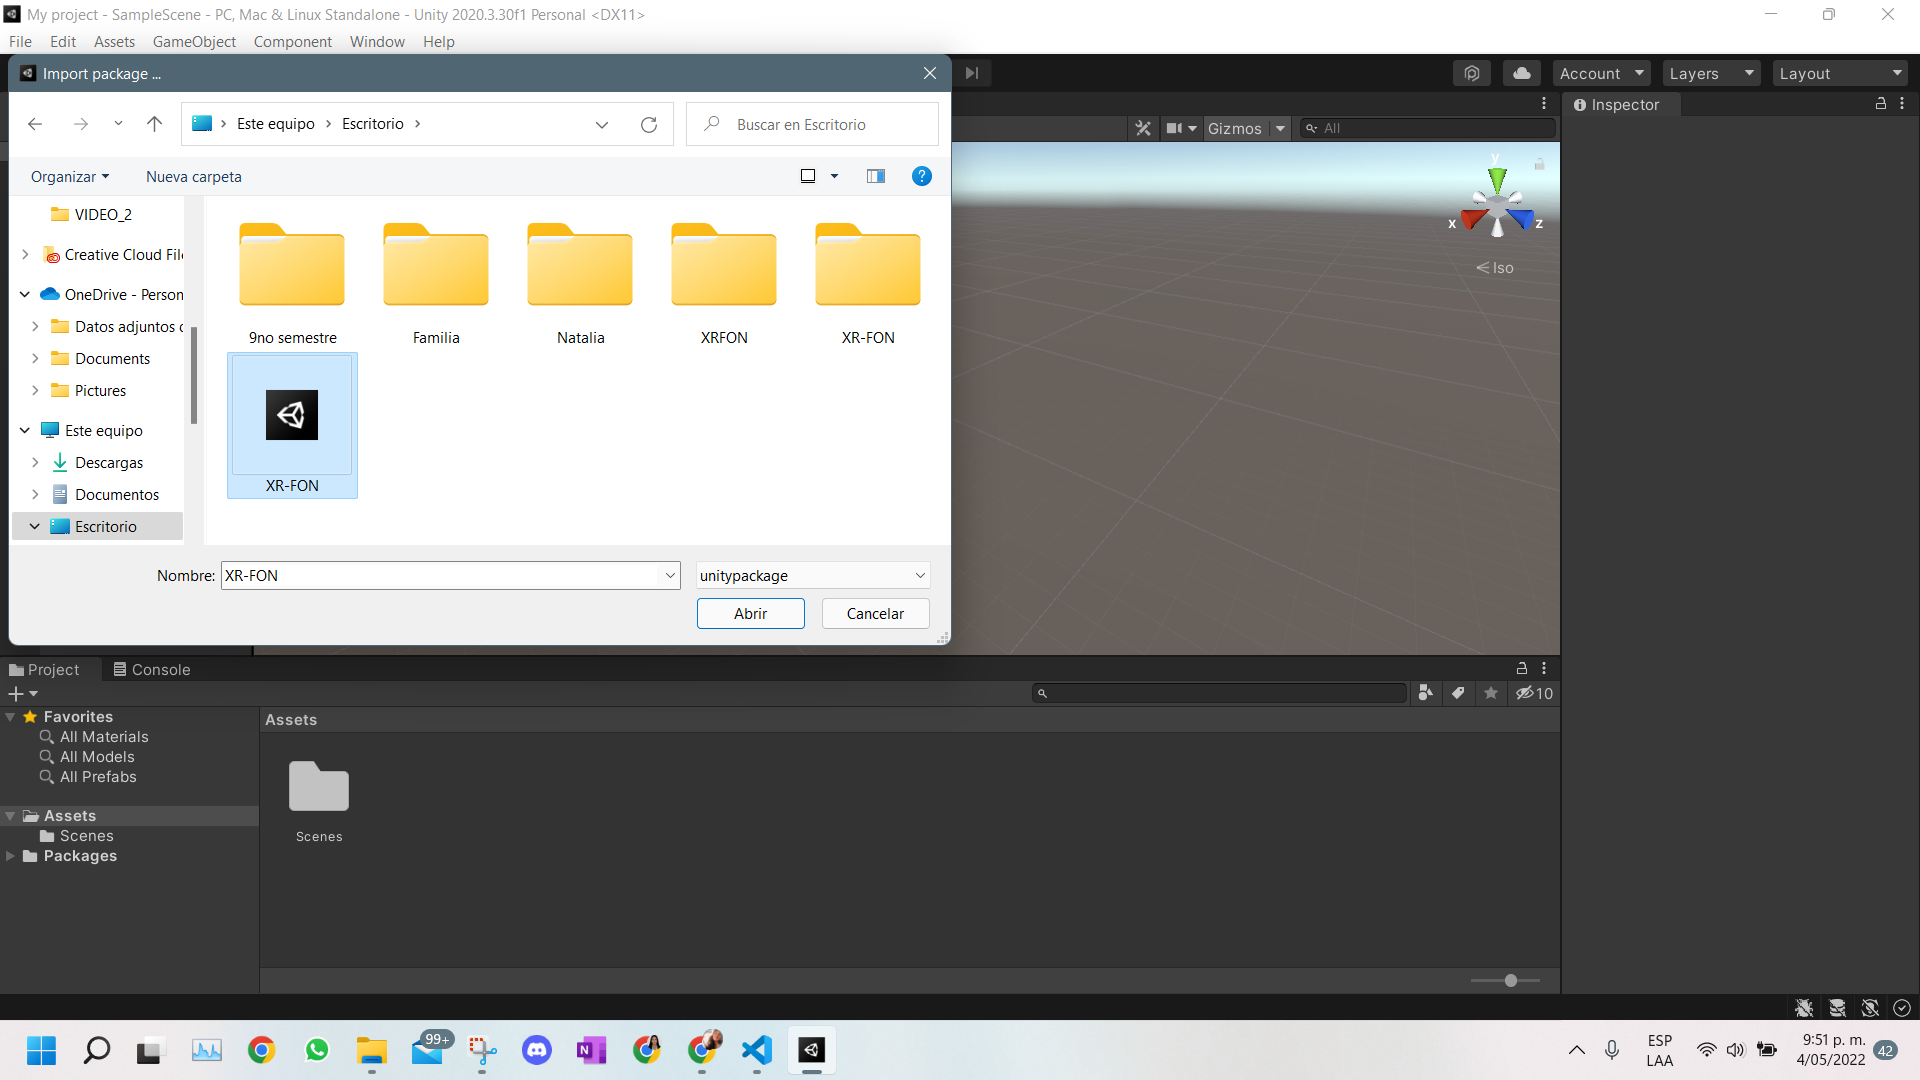 My project - SampleScene - PC, Mac & Linux Standalone - Unity 2020.3.30f1 Personal <DX11>
File Edit Assets GameObject Component Window Help
Import package ...
Account Layers Layout
Este equipo Escritorio
Buscar en Escritorio
Inspector
Gizmos All
Organizar Nueva carpeta
VIDEO_2
Creative Cloud File
OneDrive - Person
Datos adjuntos d
Documents
Pictures
Este equipo
Descargas
Documentos
Escritorio
9no semestre Familia Natalia XRFON XR-FON
XR-FON
y
x z
Iso
Nombre: XR-FON unitypackage
Abrir Cancelar
Project Console
10
Favorites
All Materials
All Models
All Prefabs
Assets
Scenes
Packages
Assets
Scenes
99+
ESP
LAA
9:51 p. m.
4/05/2022
42